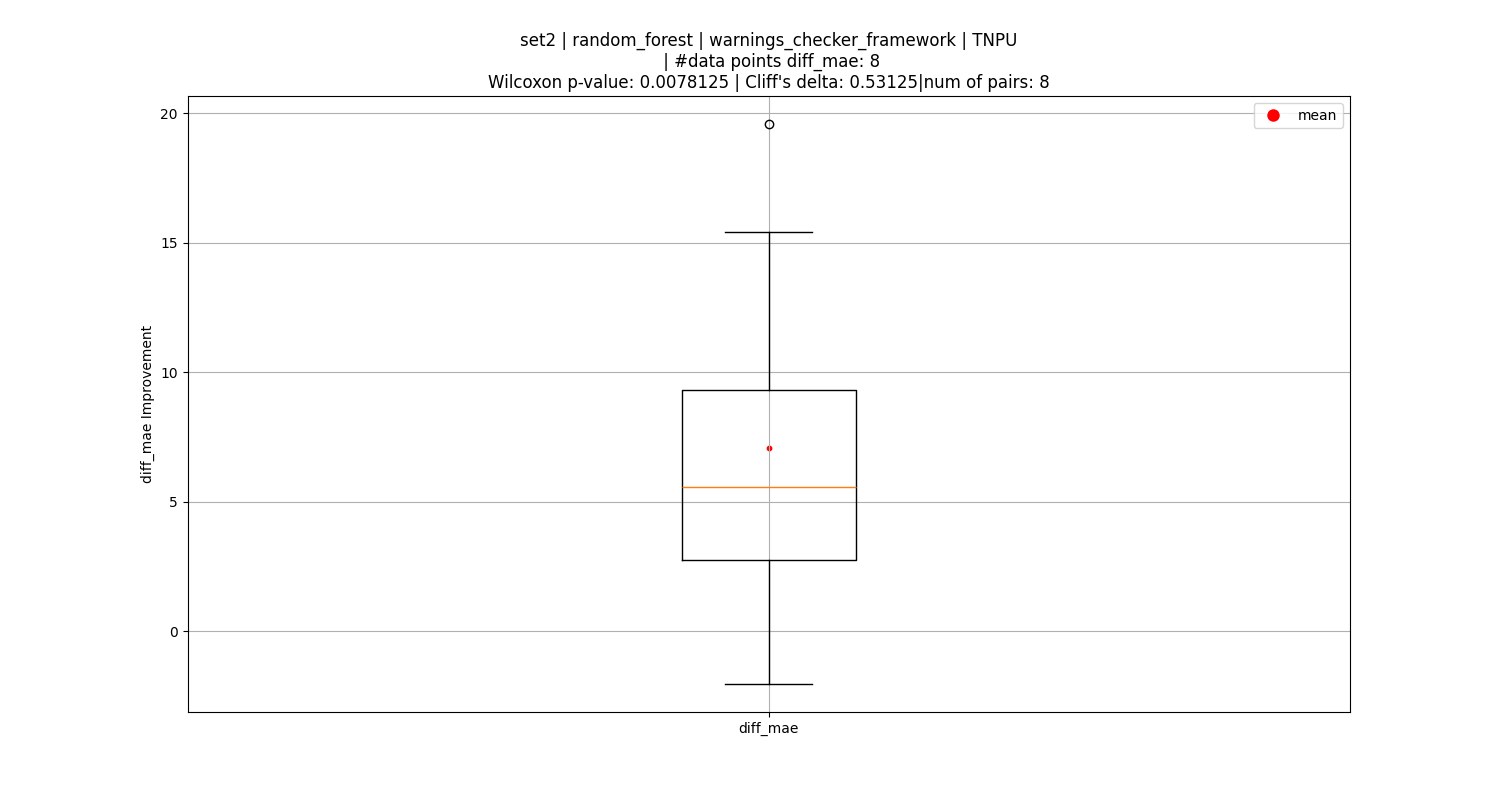 set2 | random_forest | warnings_checker_framework | TNPU
| #data points diff_mae: 8
Wilcoxon p-value: 0.0078125 | Cliff's delta: 0.53125|num of pairs: 8
20
mean
15
10
5
0
diff_mae Improvement
diff_mae